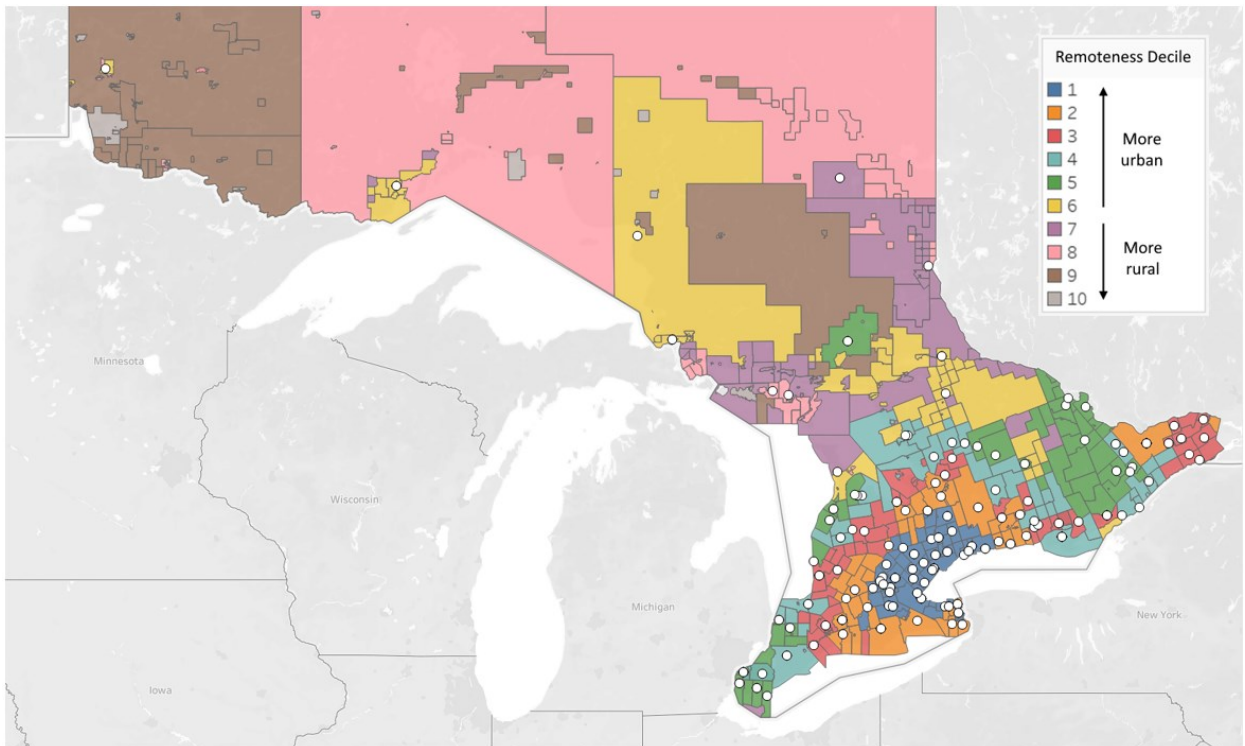 Remoteness Decile
1
2
3
4
5
6
7
8
9
10
More
urban
More
rural
Minnesota
Wisconsin
Michigan
New York
Iowa